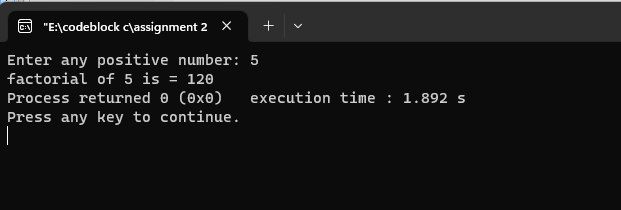 "E:\codeblock c\assignment 2
Enter any positive number: 5
factorial of 5 is = 120
Process returned 0 (0x0)   execution time : 1.892 s
Press any key to continue.